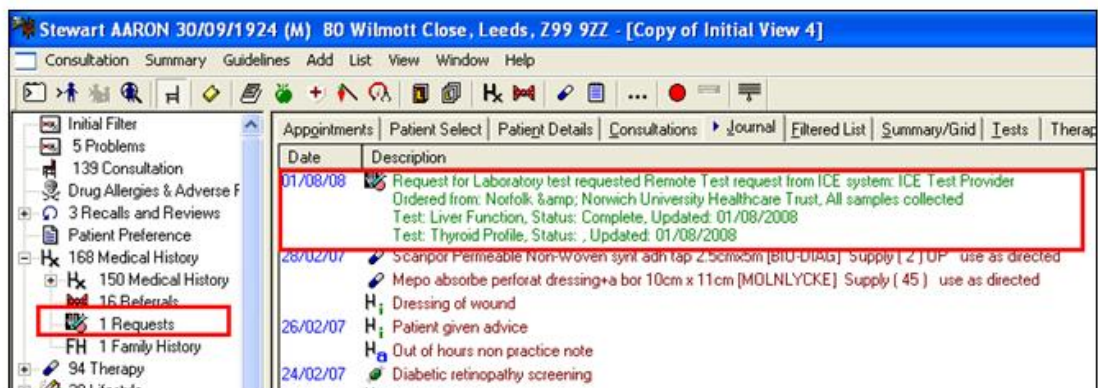 Stewart AARON 30/09/1924 (M) 80 Wilmott Close, Leeds, Z99 9ZZ - [Copy of Initial View 4]
Consultation Summary Guidelines Add List View Window Help
Initial Filter
5 Problems
139 Consultation
Drug Allergies & Adverse F
3 Recalls and Reviews
Patient Preference
168 Medical History
150 Medical History
16 Referrals
1 Requests
FH 1 Family History
94 Therapy
Appointments Patient Select Patient Details Consultations Journal Filtered List Summary/Grid Tests Therap
Date Description
01/08/08 Request for Laboratory test requested Remote Test request from ICE system: ICE Test Provider
Ordered from: Norfolk &amp; Norwich University Healthcare Trust, All samples collected
Test: Liver Function, Status: Complete, Updated: 01/08/2008
Test: Thyroid Profile, Status: , Updated: 01/08/2008
28/02/07 Scanpor Permeable Non-Woven synt adh tap 2.5cmx5m [BIO-DIAG] Supply ( 2 ) OP use as directed
Mepo absorbe perforat dressing+a bor 10cm x 11cm [MOLNLYCKE] Supply ( 45 ) use as directed
Dressing of wound
26/02/07 Patient given advice
Out of hours non practice note
24/02/07 Diabetic retinopathy screening